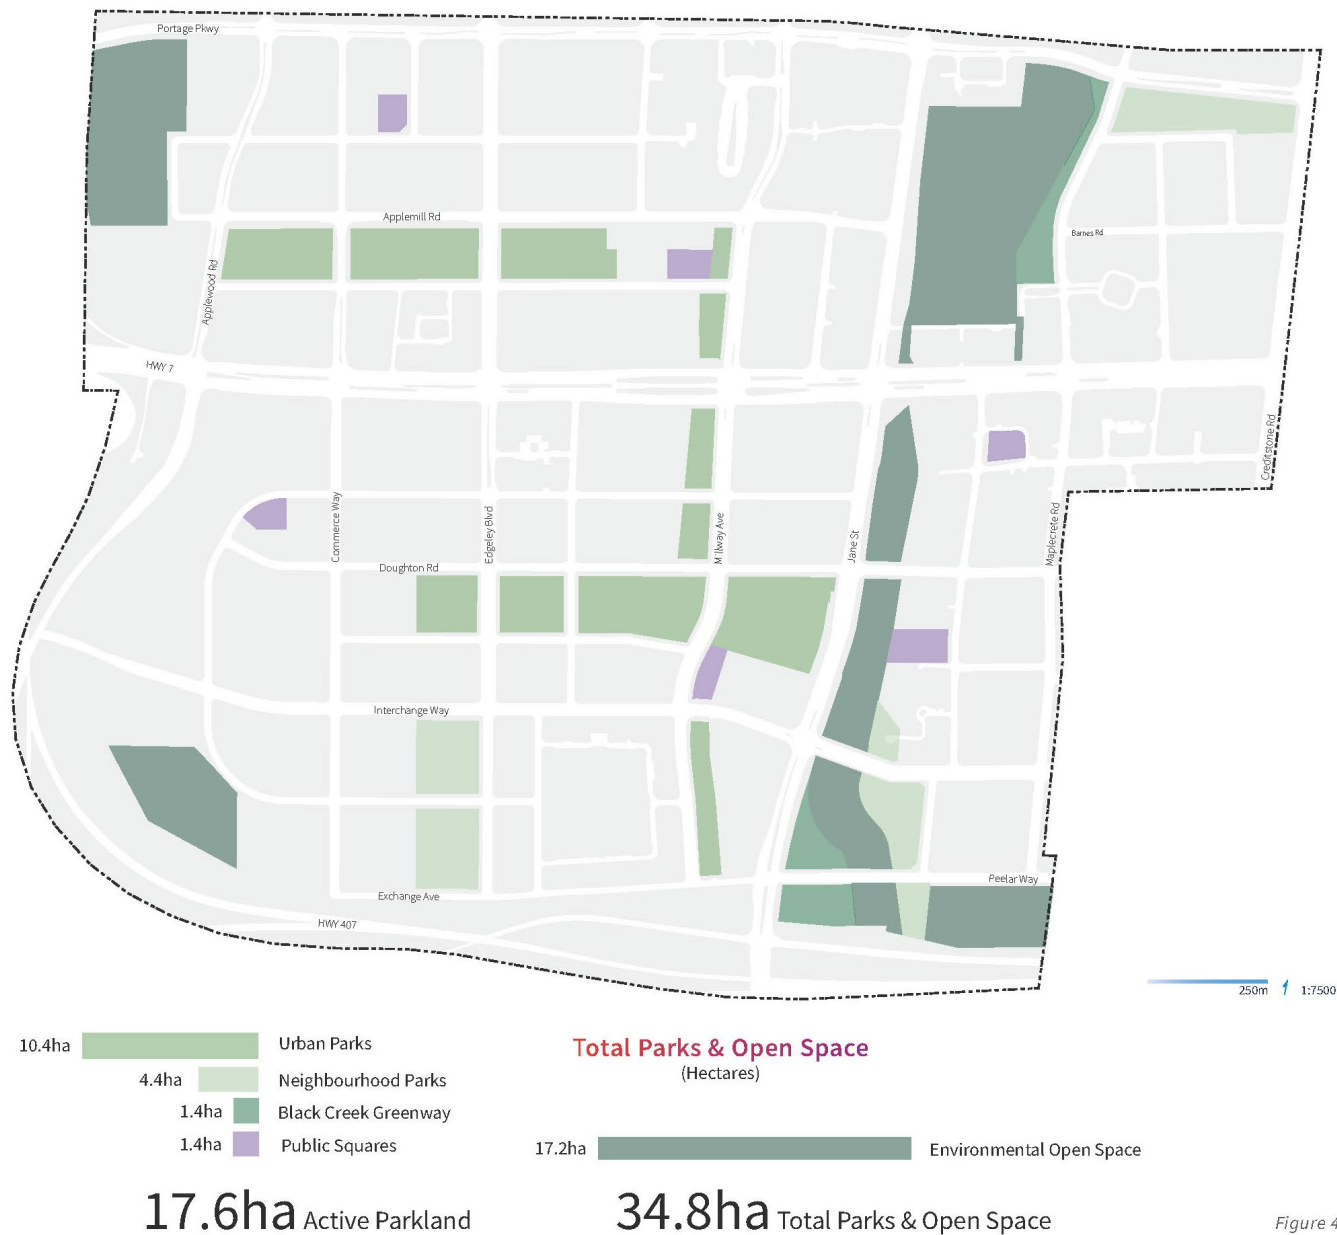 Portage Pkwy
Applemill Rd
Barnes Rd
Applewood Rd
HWY 7
Creditstone Rd
Commerce Way
Edgeley Blvd
Millway Ave
Jane St
Maplecrete Rd
Doughton Rd
Interchange Way
Peelar Way
Exchange Ave
HWY 407
250m 1:7500
10.4ha Urban Parks
4.4ha Neighbourhood Parks
1.4ha Black Creek Greenway
1.4ha Public Squares
17.6ha Active Parkland
Total Parks & Open Space
(Hectares)
17.2ha Environmental Open Space
34.8ha Total Parks & Open Space
Figure 4